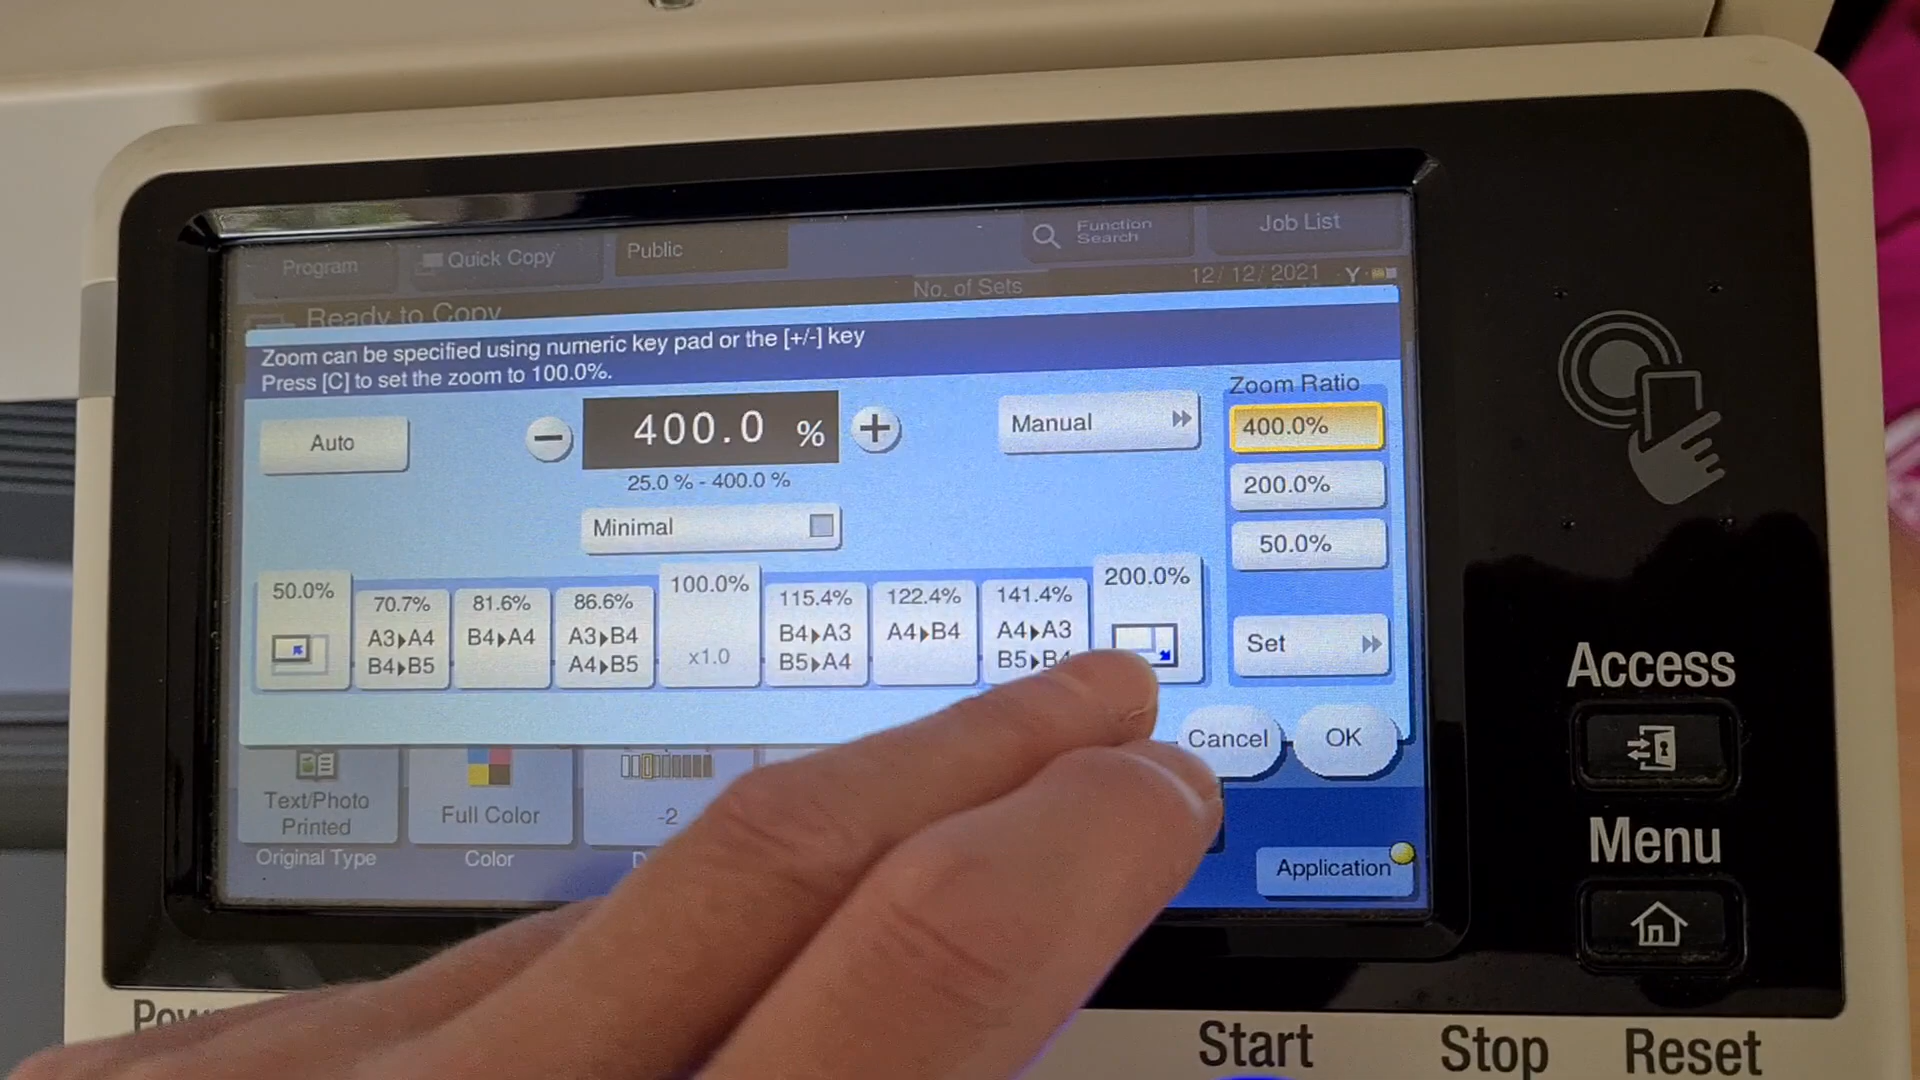 Program
Quick Copy
Public
Function
Search
Job List
Ready to Copy
No. of Sets
12/12/2021
Zoom can be specified using numeric key pad or the [+/-] key
Press [C] to set the zoom to 100.0%.
Auto
−
400.0 %
+
25.0 % - 400.0 %
Minimal
Manual
Zoom Ratio
400.0%
200.0%
50.0%
Set
50.0%
70.7%
A3▸A4
B4▸B5
81.6%
B4▸A4
86.6%
A3▸B4
A4▸B5
100.0%
x1.0
115.4%
B4▸A3
B5▸A4
122.4%
A4▸B4
141.4%
A4▸A3
B5▸B4
200.0%
Cancel
OK
Text/Photo
Printed
Original Type
Full Color
Color
-2
Application
Access
Menu
Start
Stop
Reset